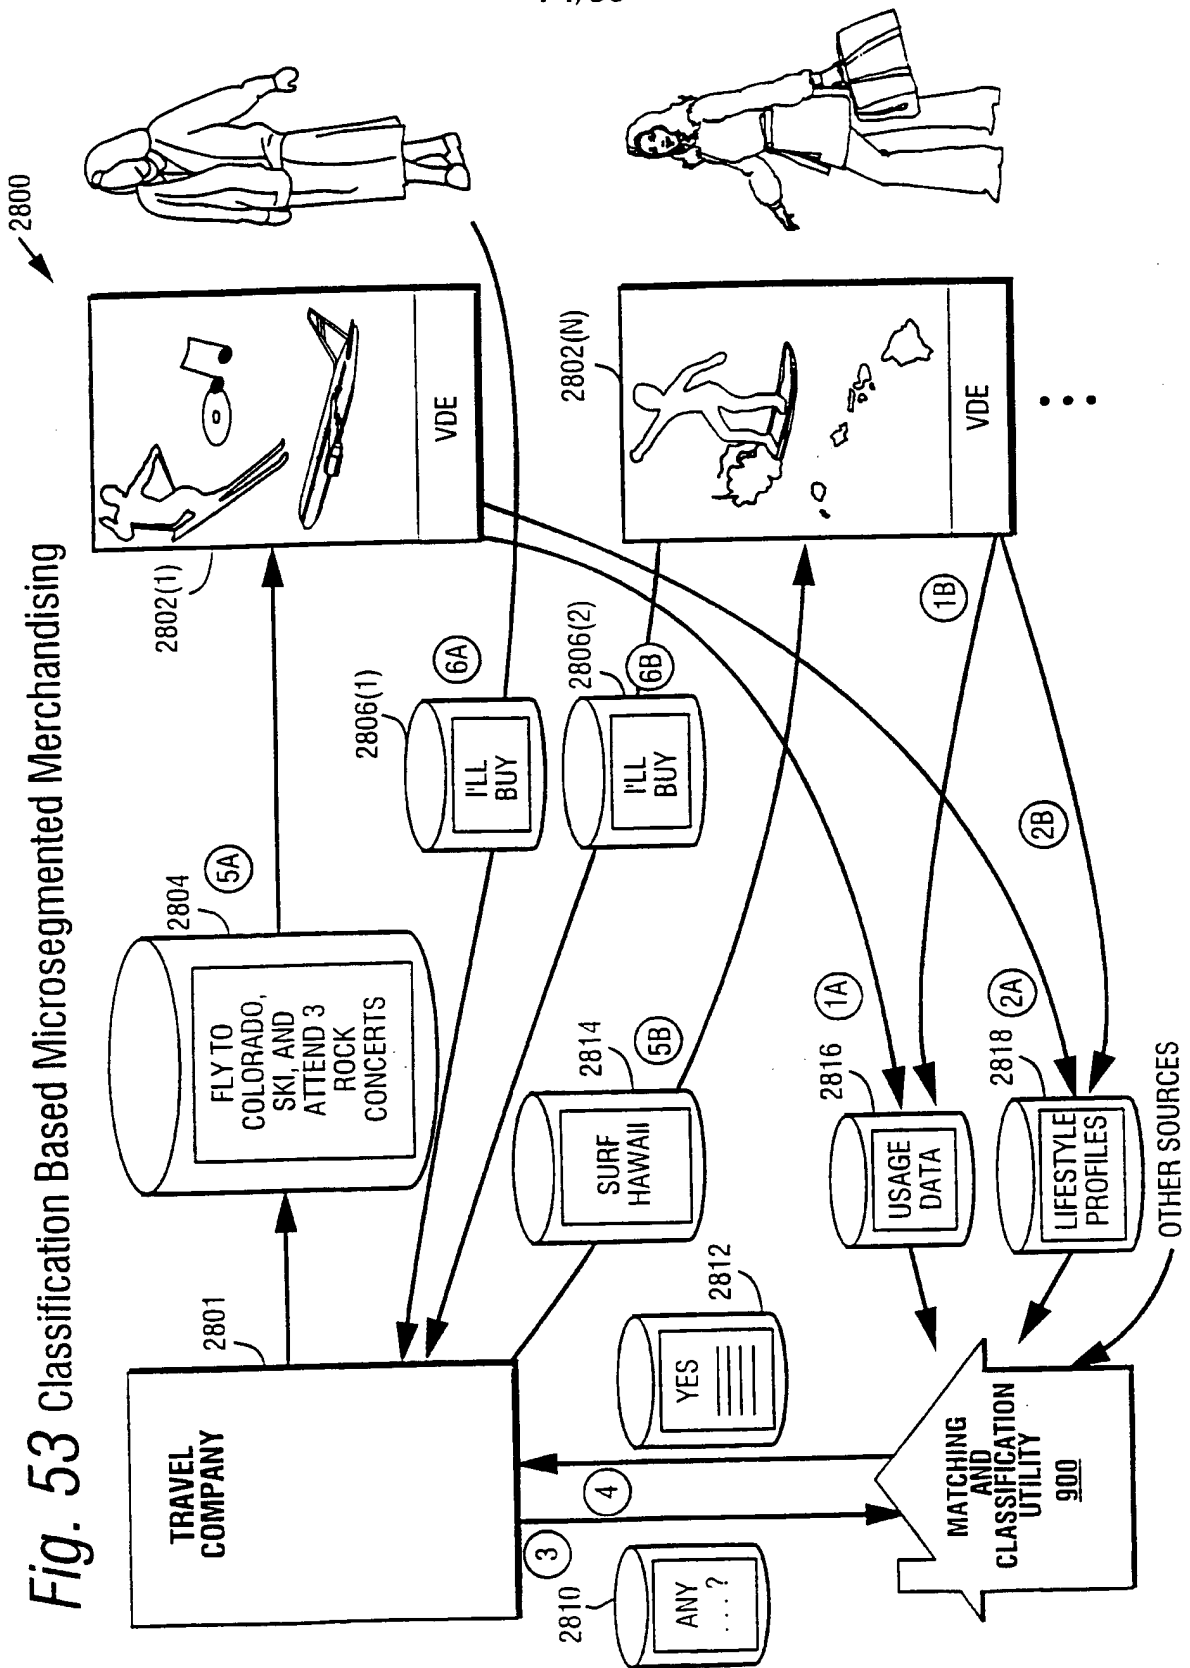 Fig. 53 Classification Based Microsegmented Merchandising
2800
TRAVEL
COMPANY
2801
2804
5A
FLY TO
COLORADO,
SKI, AND
ATTEND 3
ROCK
CONCERTS
2802(1)
VDE
2806(1)
6A
I'LL
BUY
2806(2)
6B
I'LL
BUY
2802(N)
VDE
2814
5B
SURF
HAWAII
3
4
2810
ANY
. . . ?
2812
YES
1A
1B
2A
2B
2816
USAGE
DATA
2818
LIFESTYLE
PROFILES
OTHER SOURCES
MATCHING
AND
CLASSIFICATION
UTILITY
900